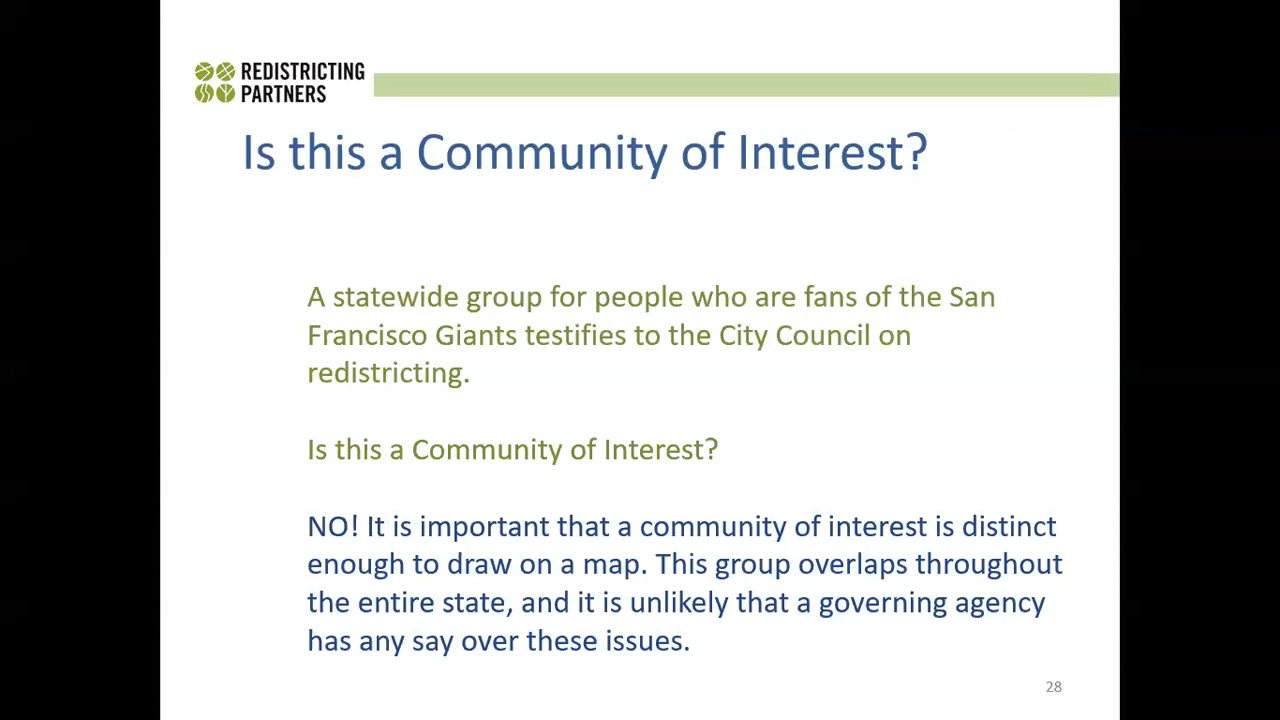 REDISTRICTING
PARTNERS
Is this a Community of Interest?
A statewide group for people who are fans of the San
Francisco Giants testifies to the City Council on
redistricting.
Is this a Community of Interest?
NO! It is important that a community of interest is distinct
enough to draw on a map. This group overlaps throughout
the entire state, and it is unlikely that a governing agency
has any say over these issues.
28